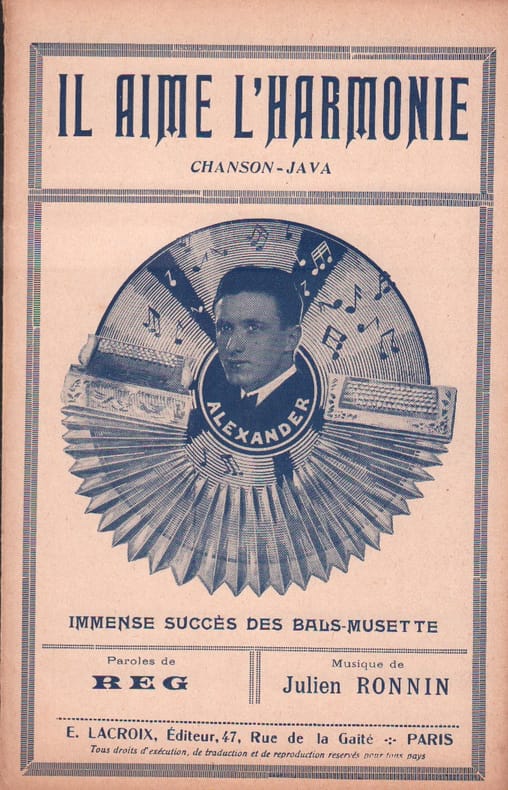 IL AIME L'HARMONIE
CHANSON-JAVA
ALEXANDER
IMMENSE SUCCÈS DES BALS-MUSETTE
Paroles de
REG
Musique de
Julien RONNIN
E. LACROIX, Éditeur, 47, Rue de la Gaité -:- PARIS
Tous droits d'exécution, de traduction et de reproduction reservés pour tous pays